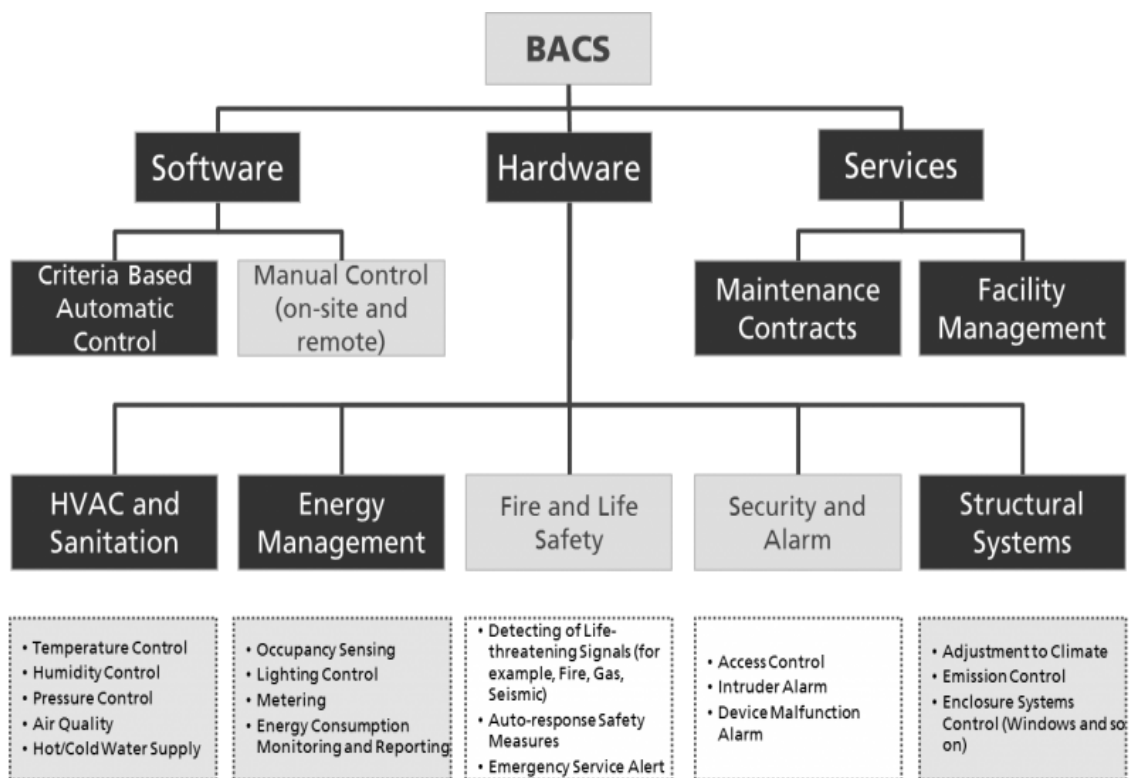 BACS
Software
Hardware
Services
Criteria Based
Automatic
Control
Manual Control
(on-site and
remote)
Maintenance
Contracts
Facility
Management
HVAC and
Sanitation
Energy
Management
Fire and Life
Safety
Security and
Alarm
Structural
Systems
• Temperature Control
• Humidity Control
• Pressure Control
• Air Quality
• Hot/Cold Water Supply
• Occupancy Sensing
• Lighting Control
• Metering
• Energy Consumption
Monitoring and Reporting
• Detecting of Life-
threatening Signals (for
example, Fire, Gas,
Seismic)
• Auto-response Safety
Measures
• Emergency Service Alert
• Access Control
• Intruder Alarm
• Device Malfunction
Alarm
• Adjustment to Climate
• Emission Control
• Enclosure Systems
Control (Windows and so
on)